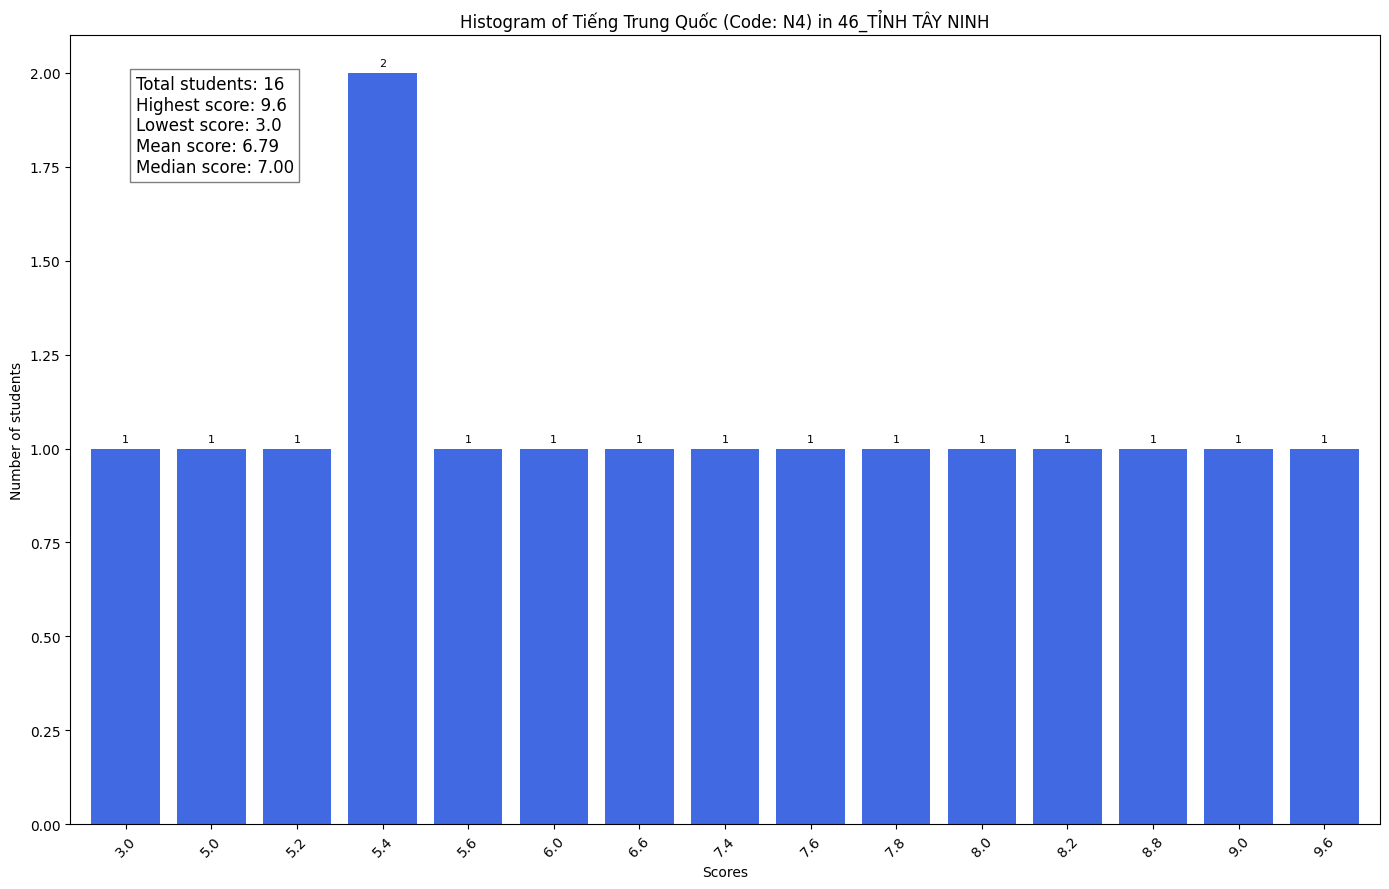 Histogram of Tiếng Trung Quốc (Code: N4) in 46_TỈNH TÂY NINH
Total students: 16
Highest score: 9.6
Lowest score: 3.0
Mean score: 6.79
Median score: 7.00
Number of students
2.00
1.75
1.50
1.25
1.00
0.75
0.50
0.25
0.00
1 1 1 2 1 1 1 1 1 1 1 1 1 1 1
3.0 5.0 5.2 5.4 5.6 6.0 6.6 7.4 7.6 7.8 8.0 8.2 8.8 9.0 9.6
Scores